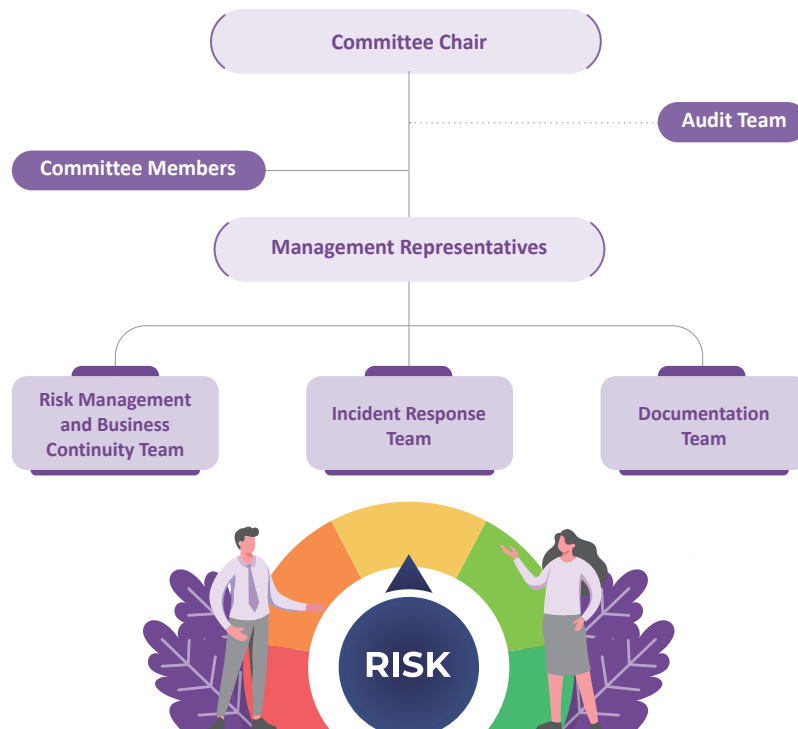 Committee Chair
Audit Team
Committee Members
Management Representatives
Risk Management
and Business
Continuity Team
Incident Response
Team
Documentation
Team
RISK